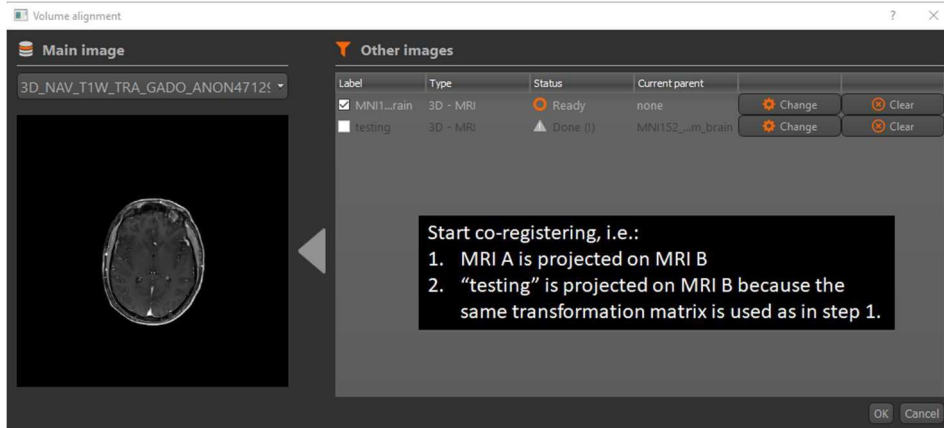 Volume alignment
? ×
Main image
Other images
3D_NAV_T1W_TRA_GADO_ANON47129
Label Type Status Current parent
MNI1...rain 3D - MRI Ready none Change Clear
testing 3D - MRI Done (!) MNI152_...m_brain Change Clear
Start co-registering, i.e.:
1. MRI A is projected on MRI B
2. “testing” is projected on MRI B because the
same transformation matrix is used as in step 1.
OK Cancel